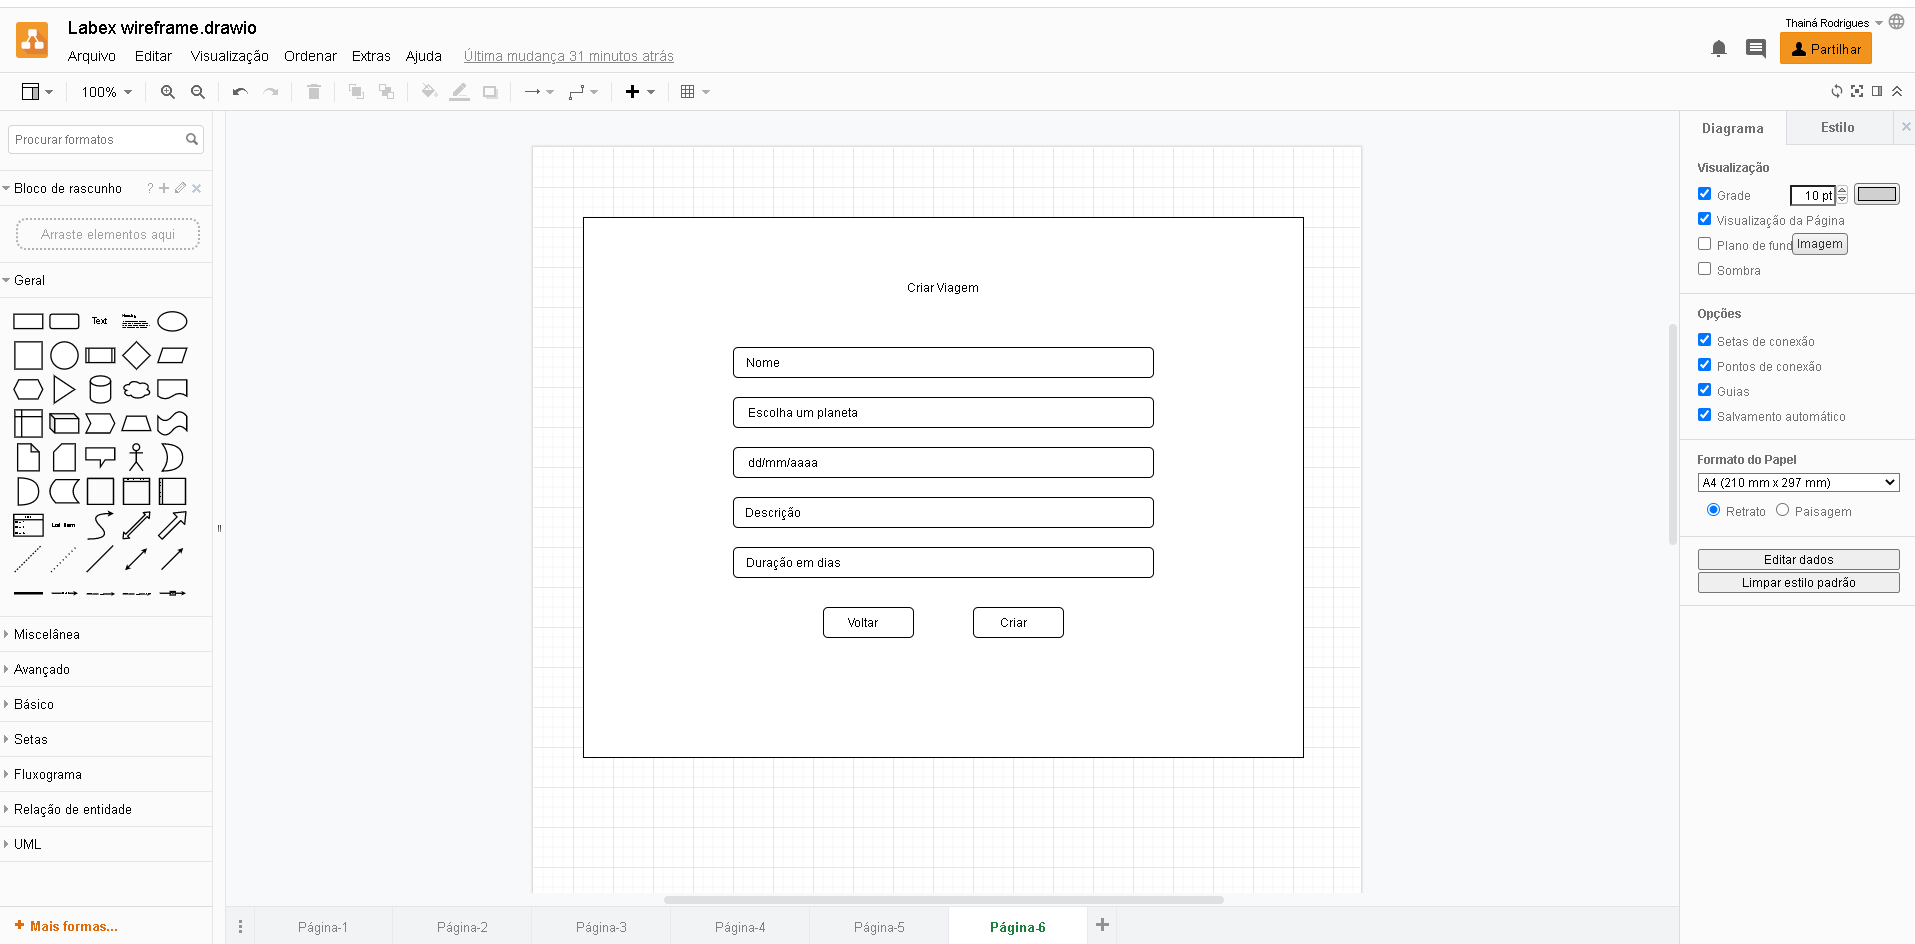 Labex wireframe.drawio
Thainá Rodrigues
Arquivo Editar Visualização Ordenar Extras Ajuda Última mudança 31 minutos atrás
Partilhar
100%
Procurar formatos
Bloco de rascunho ?
Arraste elementos aqui
Geral
Text
Heading
List Item
Miscelânea
Avançado
Básico
Setas
Fluxograma
Relação de entidade
UML
+ Mais formas...
Criar Viagem
Nome
Escolha um planeta
dd/mm/aaaa
Descrição
Duração em dias
Voltar Criar
Página-1 Página-2 Página-3 Página-4 Página-5 Página-6
Diagrama Estilo
Visualização
Grade 10 pt
Visualização da Página
Plano de fund Imagem
Sombra
Opções
Setas de conexão
Pontos de conexão
Guias
Salvamento automático
Formato do Papel
A4 (210 mm x 297 mm)
Retrato Paisagem
Editar dados
Limpar estilo padrão